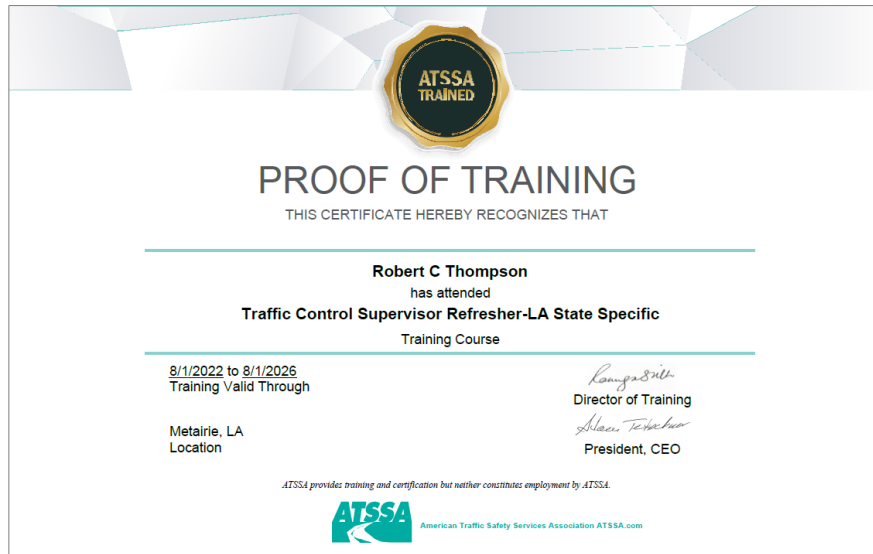 ATSSA
TRAINED
PROOF OF TRAINING
THIS CERTIFICATE HEREBY RECOGNIZES THAT
Robert C Thompson
has attended
Traffic Control Supervisor Refresher-LA State Specific
Training Course
8/1/2022 to 8/1/2026
Training Valid Through
Director of Training
Metairie, LA
Location
President, CEO
ATSSA provides training and certification but neither constitutes employment by ATSSA.
ATSSA
American Traffic Safety Services Association ATSSA.com